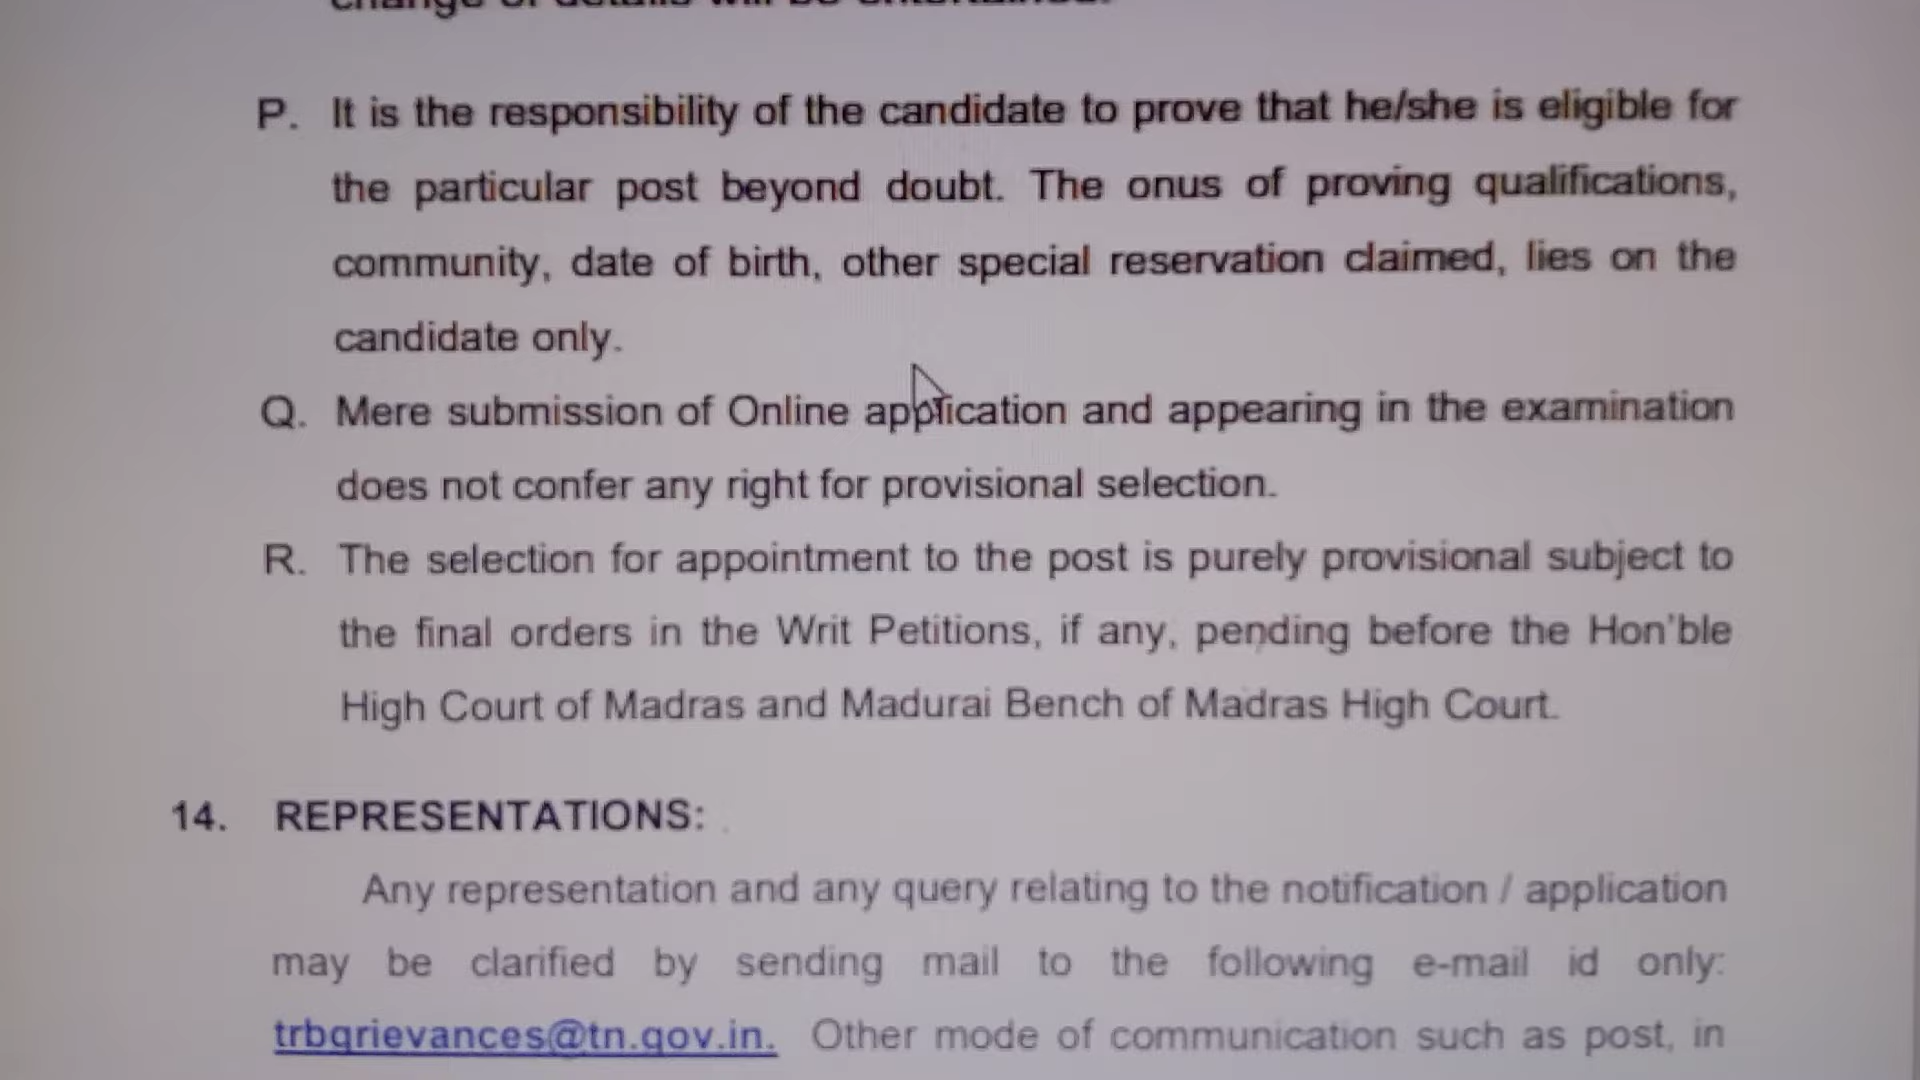 change of details will be entertained.
P. It is the responsibility of the candidate to prove that he/she is eligible for
the particular post beyond doubt. The onus of proving qualifications,
community, date of birth, other special reservation claimed, lies on the
candidate only.
Q. Mere submission of Online application and appearing in the examination
does not confer any right for provisional selection.
R. The selection for appointment to the post is purely provisional subject to
the final orders in the Writ Petitions, if any, pending before the Hon'ble
High Court of Madras and Madurai Bench of Madras High Court.
14. REPRESENTATIONS:
Any representation and any query relating to the notification / application
may be clarified by sending mail to the following e-mail id only:
trbgrievances@tn.gov.in. Other mode of communication such as post, in